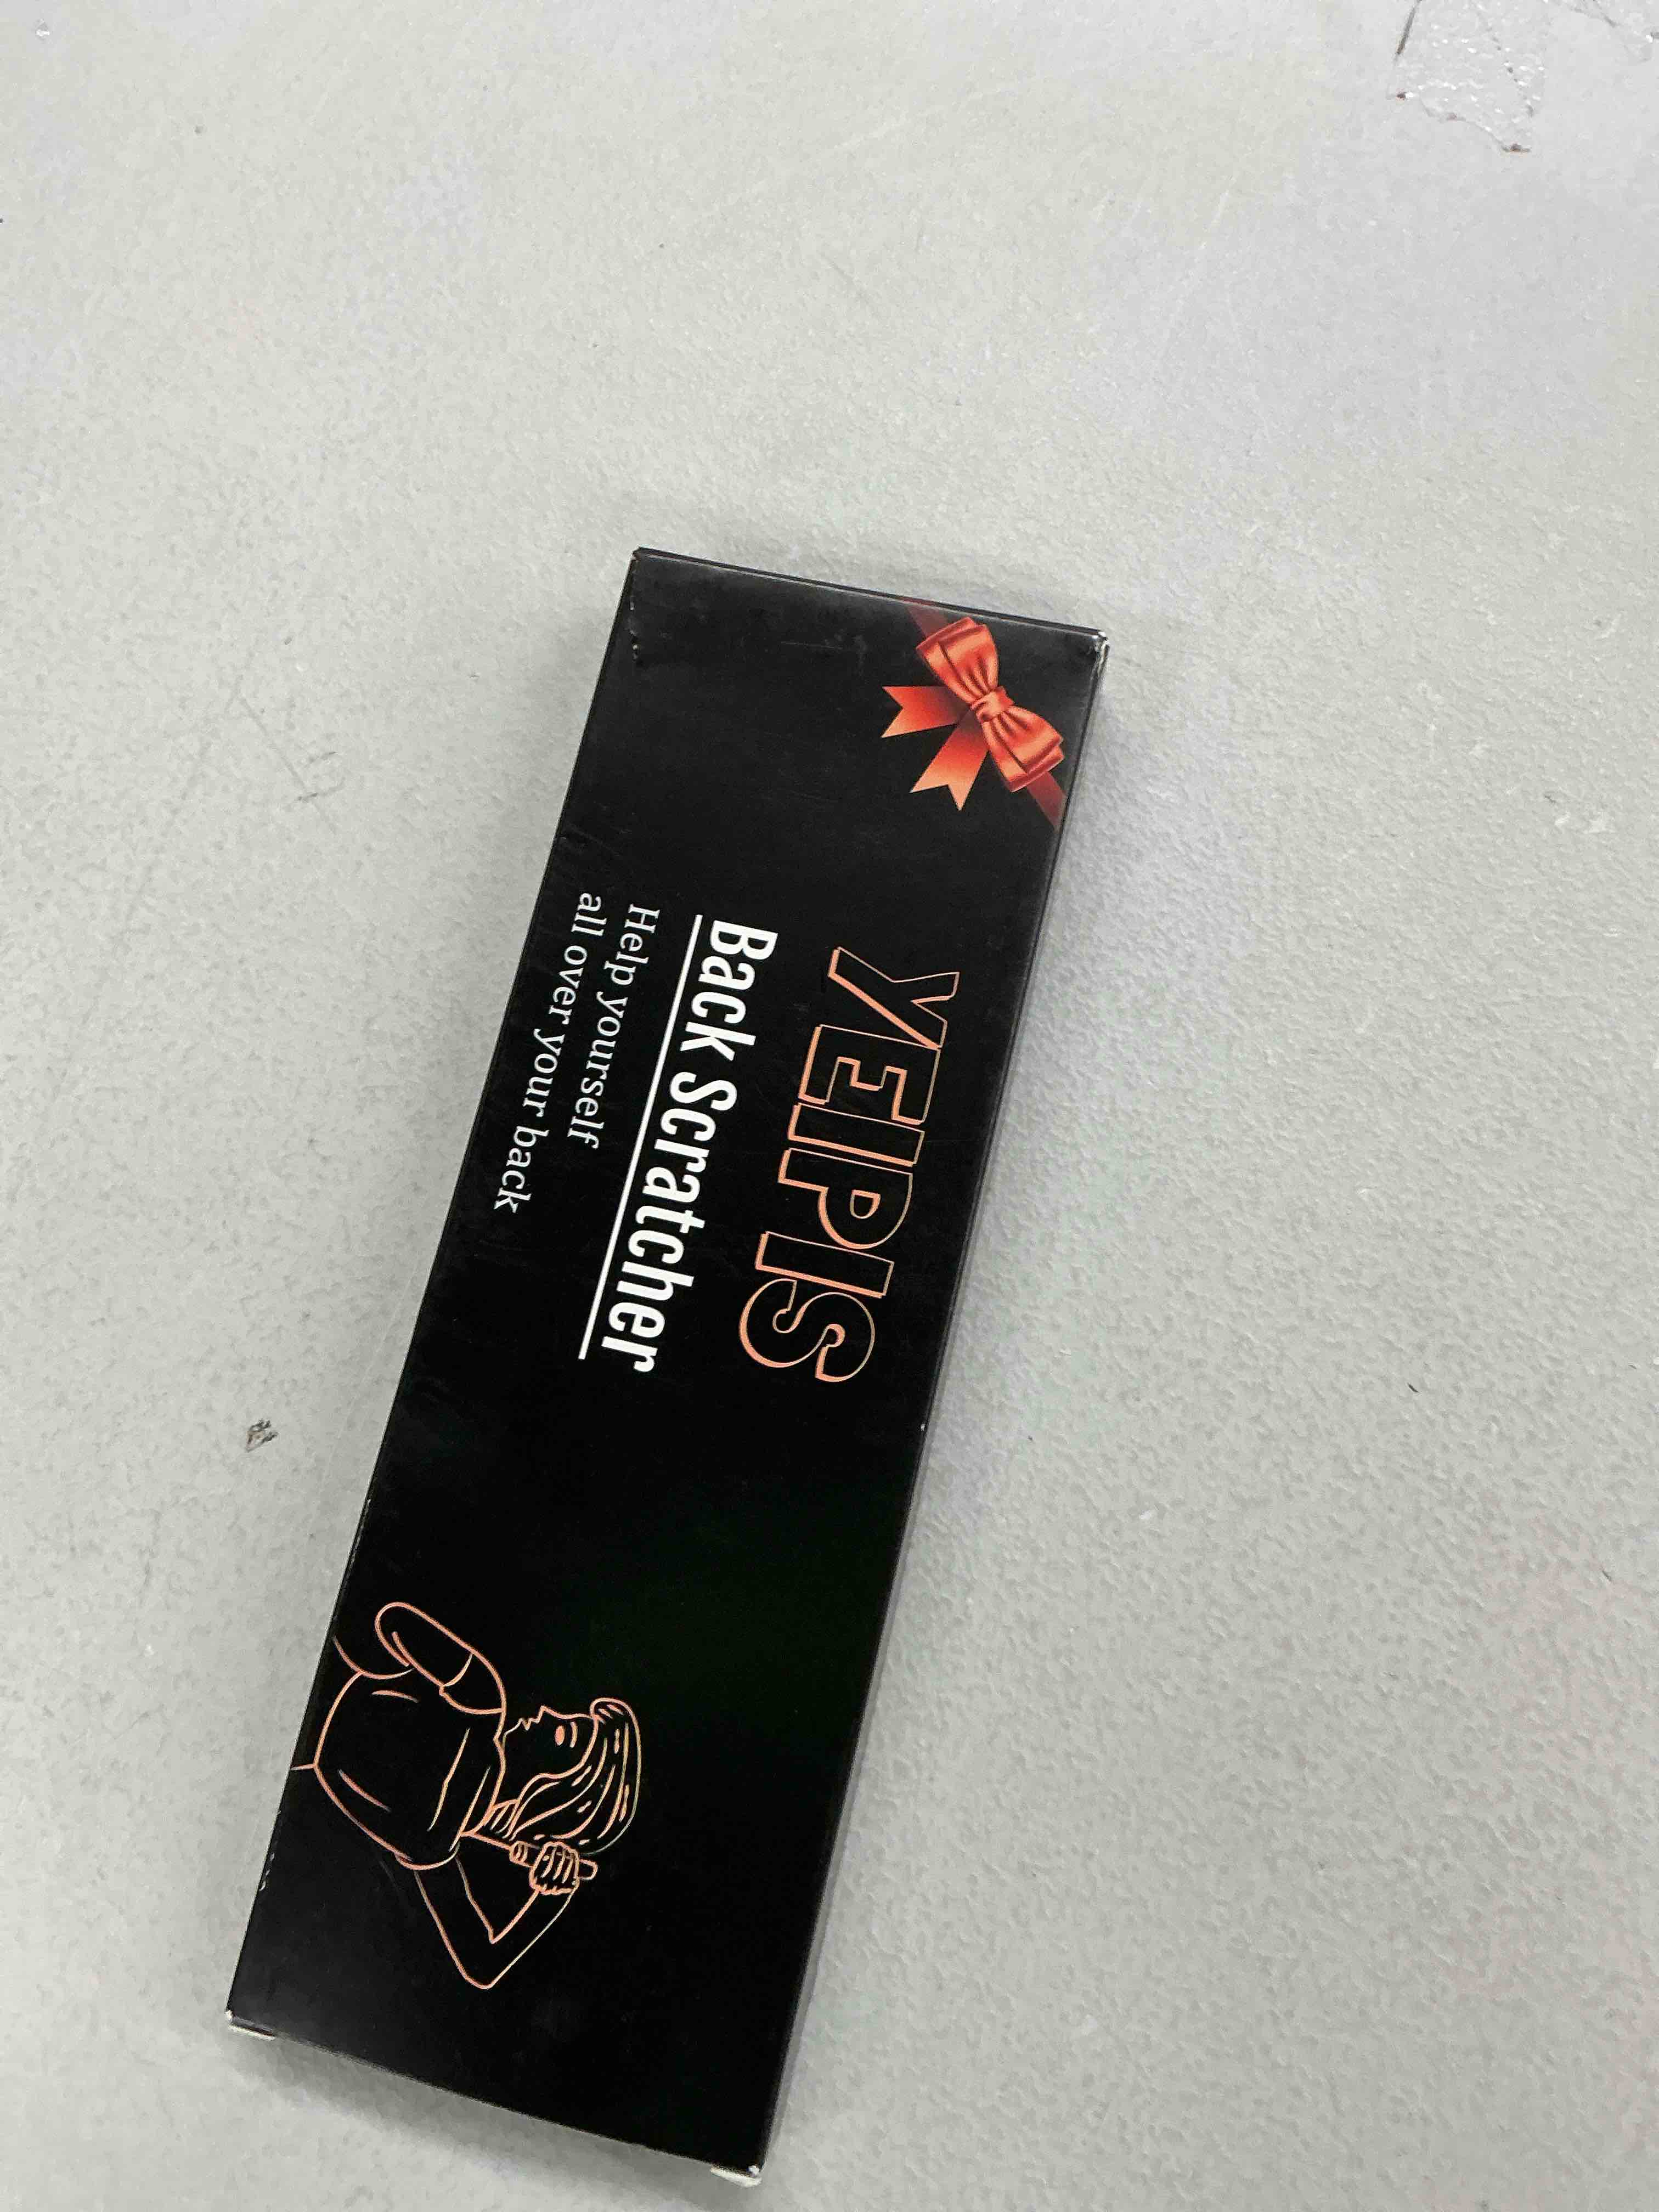 YEIPIS
Back Scratcher
Help yourself
all over your back